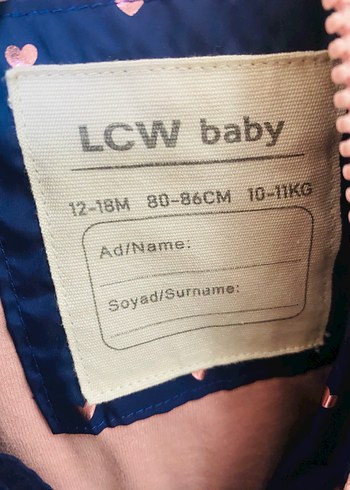 LCW baby
12-18M 80-86CM 10-11KG
Ad/Name:
Soyad/Surname: